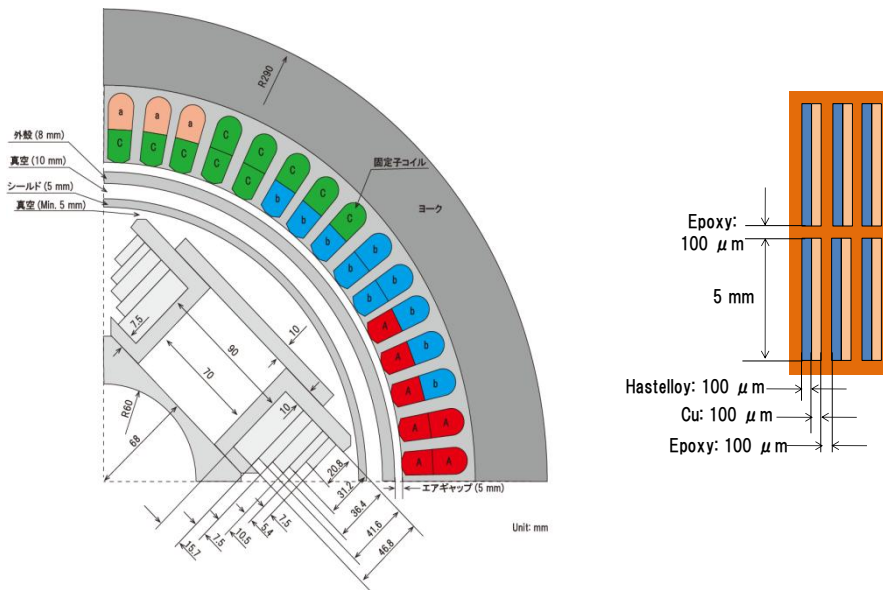 R290
a
a
a
C
C
C
C
C
C
C
C
C
C
C
b
b
b
b
b
b
b
A
b
A
b
A
b
A
A
A
A
外殻 (8 mm)
真空 (10 mm)
シールド (5 mm)
真空 (Min. 5 mm)
固定子コイル
ヨーク
7.5
90
70
10
10
R60
68
20.8
31.2
36.4
41.6
46.8
エアギャップ (5 mm)
7.5
5.4
10.5
7.5
15.7
Unit: mm
Epoxy:
100 μm
5 mm
Hastelloy: 100 μm
Cu: 100 μm
Epoxy: 100 μm